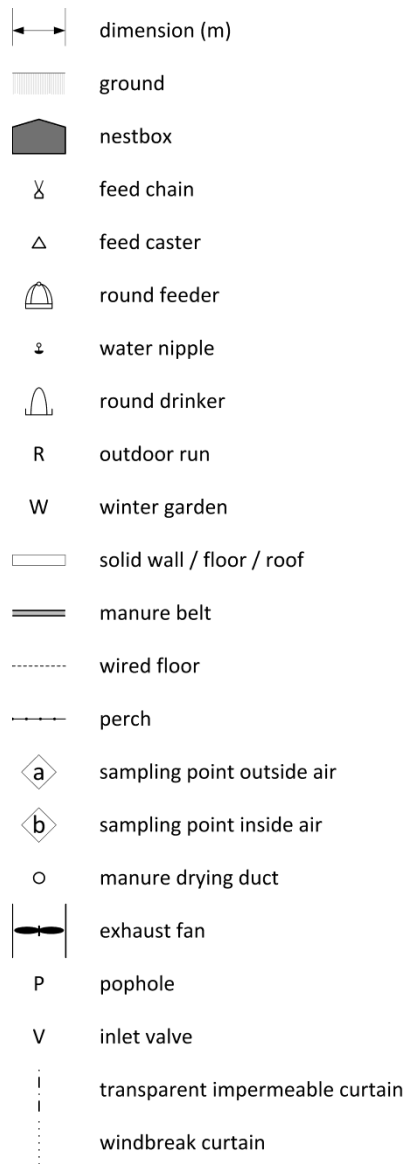 dimension (m)
ground
nestbox
feed chain
feed caster
round feeder
water nipple
round drinker
R outdoor run
W winter garden
solid wall / floor / roof
manure belt
wired floor
perch
a sampling point outside air
b sampling point inside air
manure drying duct
exhaust fan
P pophole
V inlet valve
transparent impermeable curtain
windbreak curtain